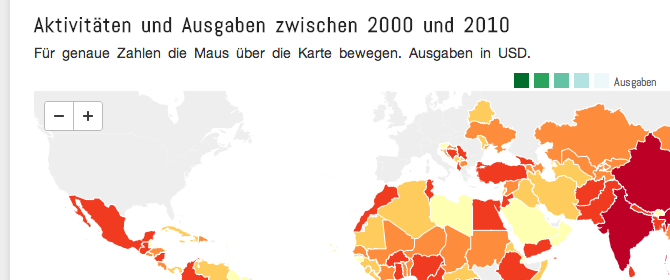 Aktivitäten und Ausgaben zwischen 2000 und 2010
Für genaue Zahlen die Maus über die Karte bewegen. Ausgaben in USD.
Ausgaben
− +